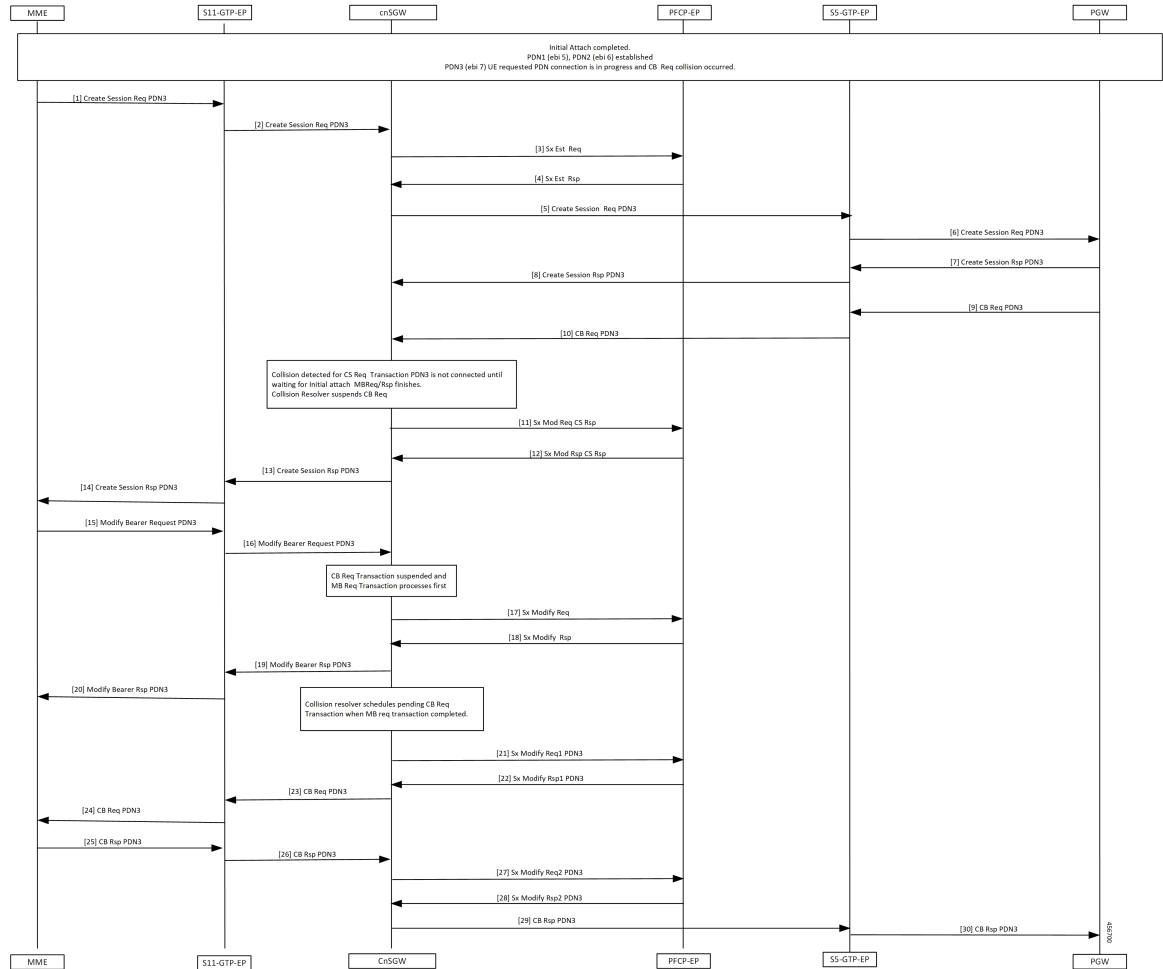 MME
S11-GTP-EP
cnSGW
PFCP-EP
S5-GTP-EP
PGW
Initial Attach completed.
PDN1 (ebi 5), PDN2 (ebi 6) established
PDN3 (ebi 7) UE requested PDN connection is in progress and CB Req collision occurred.
[1] Create Session Req PDN3
[2] Create Session Req PDN3
[3] Sx Est Req
[4] Sx Est Rsp
[5] Create Session Req PDN3
[6] Create Session Req PDN3
[7] Create Session Rsp PDN3
[8] Create Session Rsp PDN3
[9] CB Req PDN3
[10] CB Req PDN3
Collision detected for CS Req Transaction PDN3 is not connected until
waiting for Initial attach MBReq/Rsp finishes.
Collision Resolver suspends CB Req
[11] Sx Mod Req CS Rsp
[12] Sx Mod Rsp CS Rsp
[13] Create Session Rsp PDN3
[14] Create Session Rsp PDN3
[15] Modify Bearer Request PDN3
[16] Modify Bearer Request PDN3
CB Req Transaction suspended and
MB Req Transaction processes first
[17] Sx Modify Req
[18] Sx Modify Rsp
[19] Modify Bearer Rsp PDN3
[20] Modify Bearer Rsp PDN3
Collision resolver schedules pending CB Req
Transaction when MB req transaction completed.
[21] Sx Modify Req1 PDN3
[22] Sx Modify Rsp1 PDN3
[23] CB Req PDN3
[24] CB Req PDN3
[25] CB Rsp PDN3
[26] CB Rsp PDN3
[27] Sx Modify Req2 PDN3
[28] Sx Modify Rsp2 PDN3
[29] CB Rsp PDN3
[30] CB Rsp PDN3
456700
MME
S11-GTP-EP
CnSGW
PFCP-EP
S5-GTP-EP
PGW